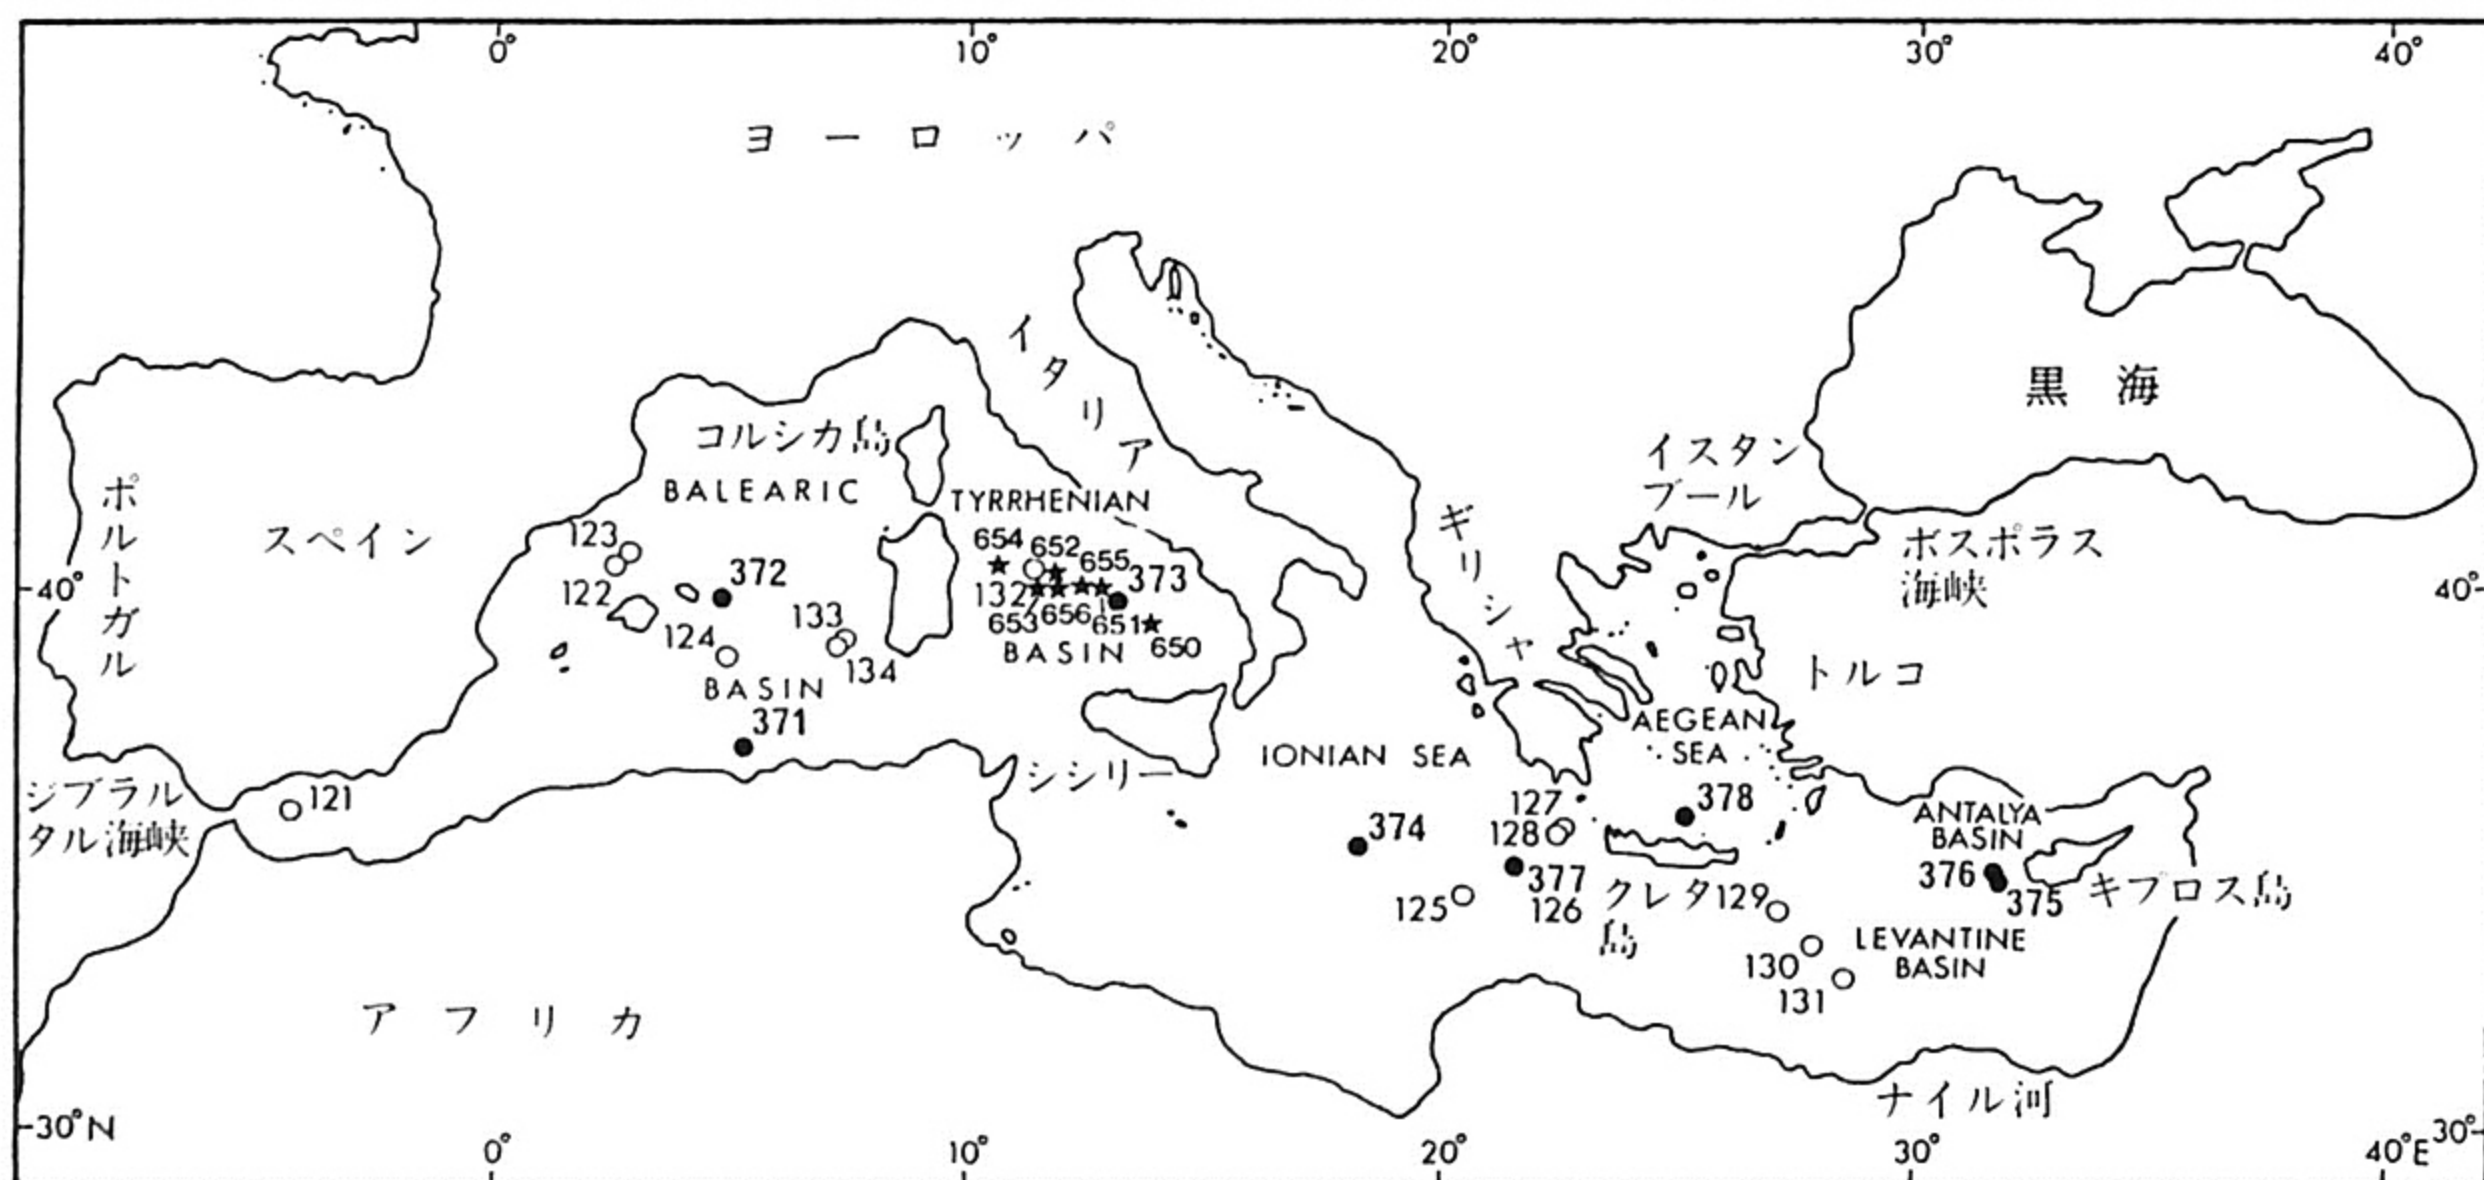 0° 10° 20° 30° 40°
ヨーロッパ
イタリア
黒海
コルシカ島
BALEARIC
TYRRHENIAN
イスタン
ブール
ポルトガル
スペイン
ギリシャ
ボスポラス
海峡
123
122
372
654
652
655
373
132
653
656
651
650
BASIN
40°
40°
124
133
134
BASIN
371
トルコ
AEGEAN
SEA
IONIAN SEA
シシリー
ジブラル
タル海峡
121
127
128
378
374
377
126
125
クレタ
島
129
130
131
ANTALYA
BASIN
376
375
キプロス島
LEVANTINE
BASIN
アフリカ
ナイル河
30°N
30°
0° 10° 20° 30° 40°E